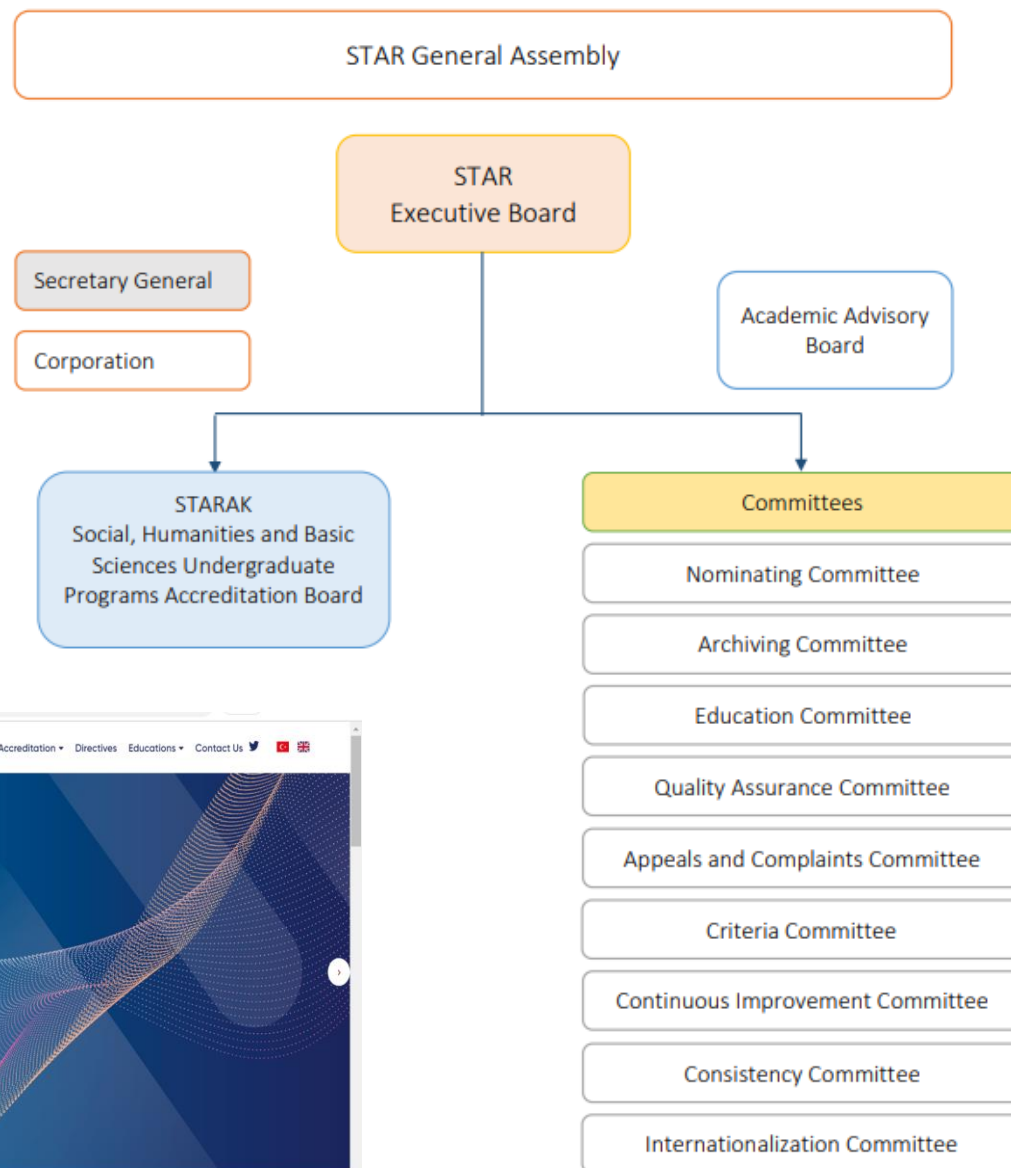 STAR General Assembly
STAR
Executive Board
Secretary General
Corporation
Academic Advisory
Board
STARAK
Social, Humanities and Basic
Sciences Undergraduate
Programs Accreditation Board
Committees
Nominating Committee
Archiving Committee
Education Committee
Quality Assurance Committee
Appeals and Complaints Committee
Criteria Committee
Continuous Improvement Committee
Consistency Committee
Internationalization Committee
Accreditation Directives Educations Contact Us